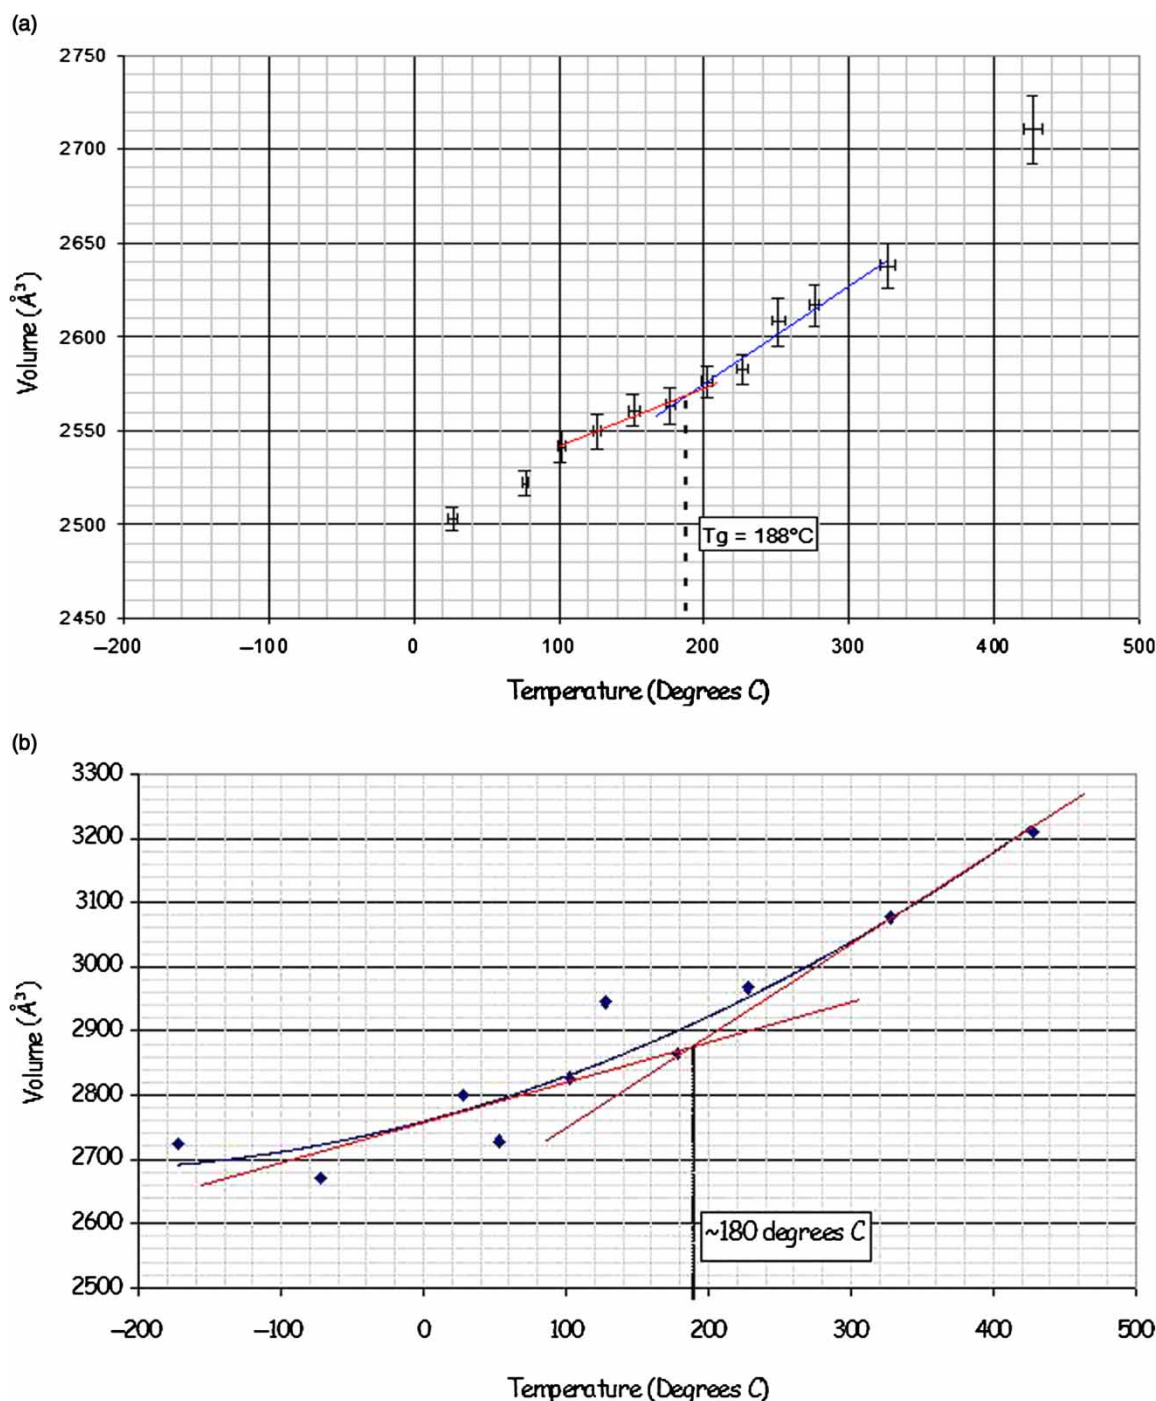 (a)
2750
2700
2650
2600
2550
2500
2450
Volume (Å³)
Tg = 188°C
–200 –100 0 100 200 300 400 500
Temperature (Degrees C)
(b)
3300
3200
3100
3000
2900
2800
2700
2600
2500
Volume (Å³)
~180 degrees C
–200 –100 0 100 200 300 400 500
Temperature (Degrees C)